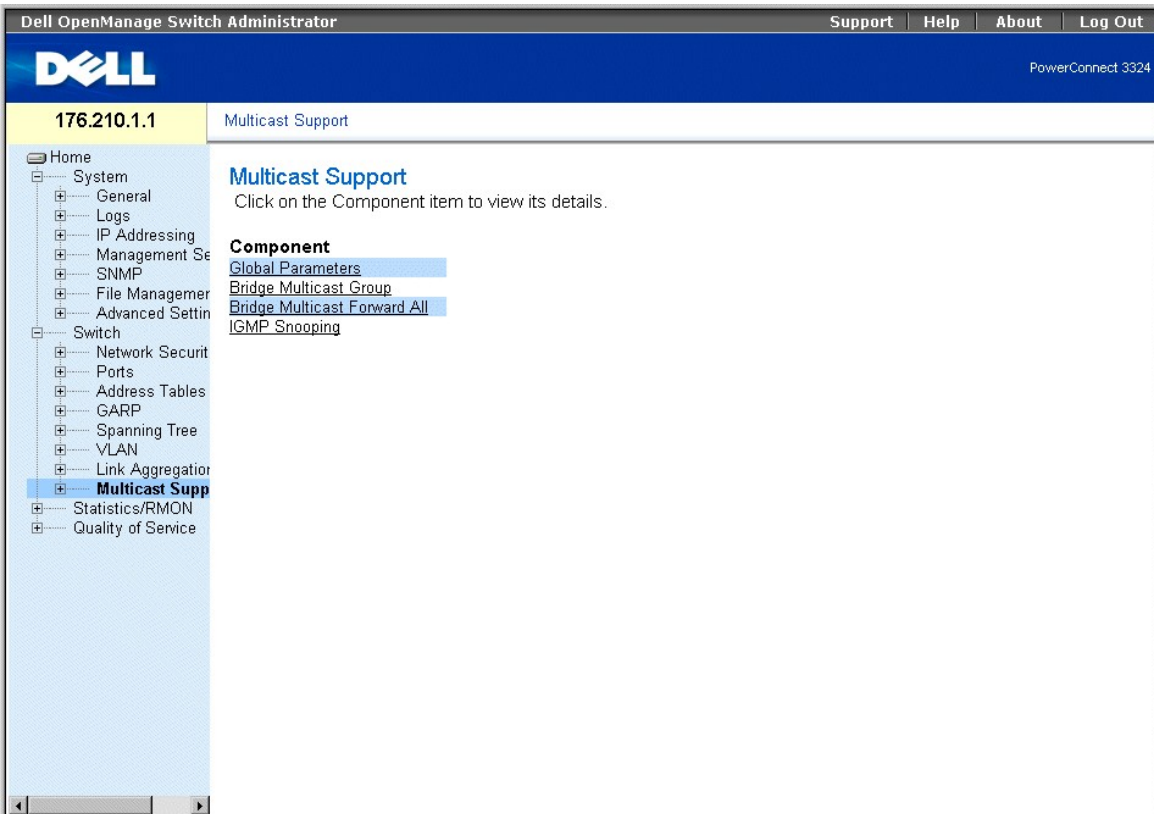 Dell OpenManage Switch Administrator
Support | Help | About | Log Out
DELL
PowerConnect 3324
176.210.1.1
Multicast Support
Home
System
General
Logs
IP Addressing
Management Se
SNMP
File Managemer
Advanced Settin
Switch
Network Securit
Ports
Address Tables
GARP
Spanning Tree
VLAN
Link Aggregation
Multicast Supp
Statistics/RMON
Quality of Service
Multicast Support
Click on the Component item to view its details.
Component
Global Parameters
Bridge Multicast Group
Bridge Multicast Forward All
IGMP Snooping